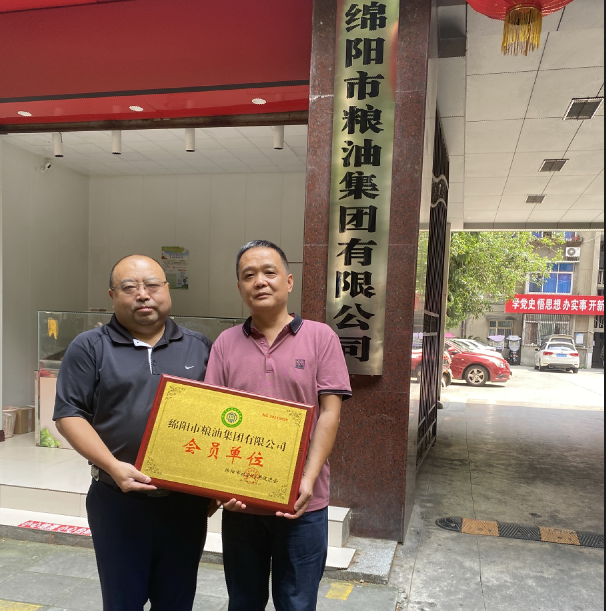 绵阳市粮油集团有限公司
学党史 悟思想 办实事 开新
绵阳市粮油集团有限公司
会员单位